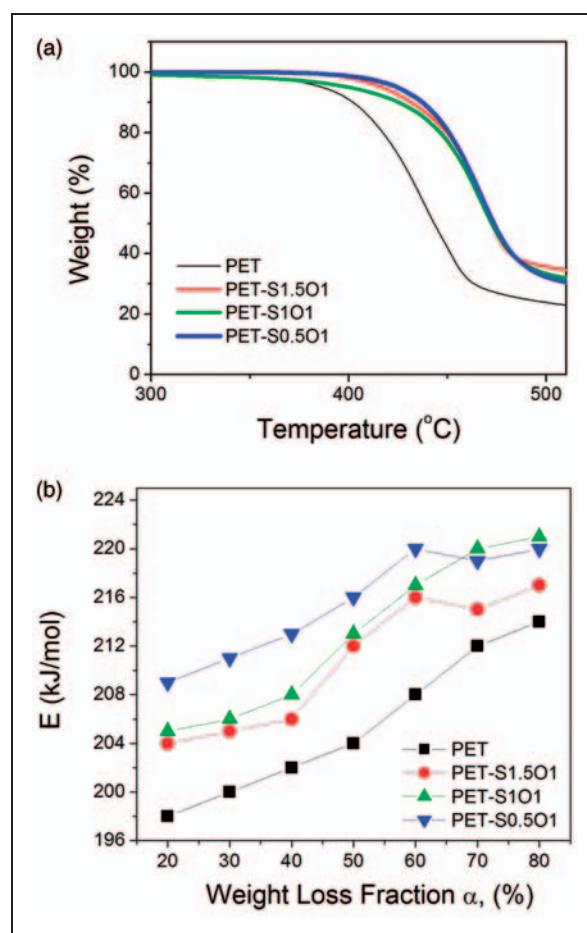 (a)
100
80
60
40
20
0
Weight (%)
PET
PET-S1.5O1
PET-S1O1
PET-S0.5O1
300
400
500
Temperature (°C)
(b)
224
220
216
212
208
204
200
196
E (kJ/mol)
PET
PET-S1.5O1
PET-S1O1
PET-S0.5O1
20
30
40
50
60
70
80
Weight Loss Fraction α, (%)